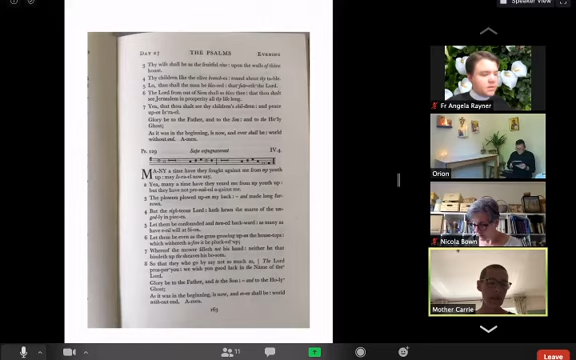 Speaker View
DAY 27 THE PSALMS EVENING
3 Thy wife shall be as the fruitful vine: upon the walls of thine
house.
4 Thy children like the olive branches: round about thy table.
5 Lo, thus shall the man be blessed: that feareth the Lord.
6 The Lord from out of Sion shall so bless thee: that thou shalt
see Jerusalem in prosperity all thy life long.
7 Yea, that thou shalt see thy children's children: and peace
upon Israel.
Glory be to the Father, and to the Son: and to the Holy
Ghost;
As it was in the beginning, is now, and ever shall be: world
without end. Amen.
Ps. 129 Saepe expugnaverunt IV.4
MANY a time have they fought against me from my youth
up: may Israel now say.
2 Yea, many a time have they vexed me from my youth up:
but they have not prevailed against me.
3 The plowers plowed upon my back: and made long fur-
rows.
4 But the righteous Lord: hath hewn the snares of the un-
godly in pieces.
5 Let them be confounded and turned backward: as many as
have evil will at Sion.
6 Let them be even as the grass growing upon the house-tops:
which withereth afore it be plucked up;
7 Whereof the mower filleth not his hand: neither he that
bindeth up the sheaves his bosom.
8 So that they who go by say not so much as, The Lord
prosper you: we wish you good luck in the Name of the
Lord.
Glory be to the Father, and to the Son: and to the Holy
Ghost;
As it was in the beginning, is now, and ever shall be: world
without end. Amen.
163
Fr Angela Rayner
Orion
Nicola Bown
Mother Carrie
11
Leave